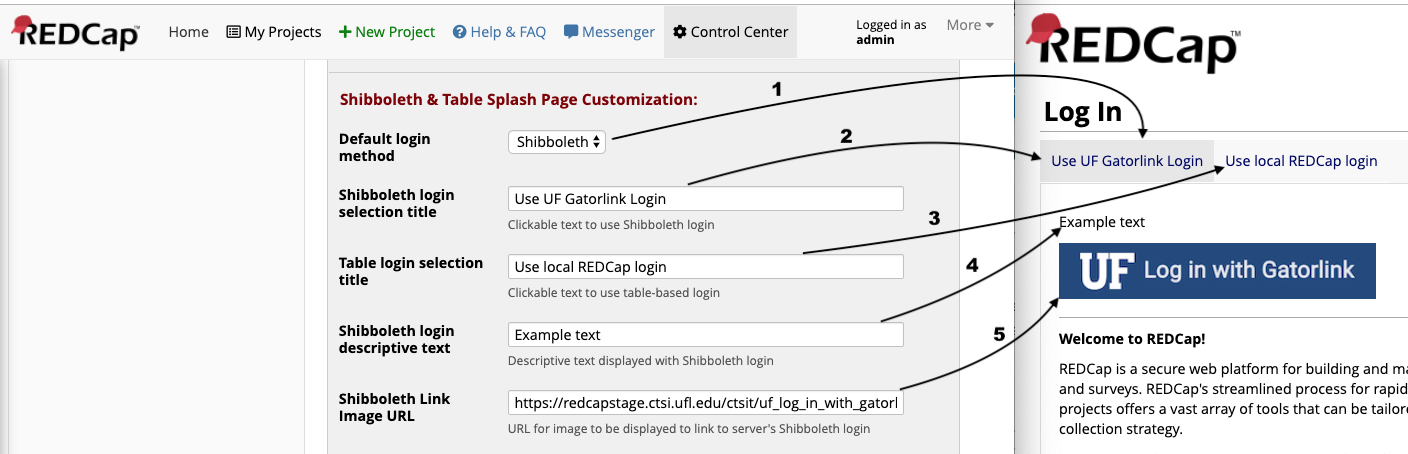 REDCap Home My Projects New Project Help & FAQ Messenger Control Center Logged in as admin More
Shibboleth & Table Splash Page Customization:
Default login method
Shibboleth
Shibboleth login selection title
Use UF Gatorlink Login
Clickable text to use Shibboleth login
Table login selection title
Use local REDCap login
Clickable text to use table-based login
Shibboleth login descriptive text
Example text
Descriptive text displayed with Shibboleth login
Shibboleth Link Image URL
https://redcapstage.ctsi.ufl.edu/ctsit/uf_log_in_with_gatorl
URL for image to be displayed to link to server's Shibboleth login
1
2
3
4
5
REDCap™
Log In
Use UF Gatorlink Login Use local REDCap login
Example text
UF Log in with Gatorlink
Welcome to REDCap!
REDCap is a secure web platform for building and ma
and surveys. REDCap's streamlined process for rapid
projects offers a vast array of tools that can be tailore
collection strategy.